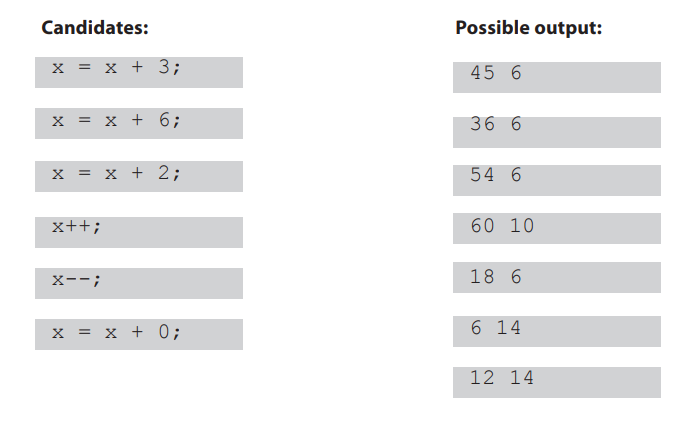 Candidates:
x = x + 3;
x = x + 6;
x = x + 2;
x++;
x--;
x = x + 0;
Possible output:
45 6
36 6
54 6
60 10
18 6
6 14
12 14